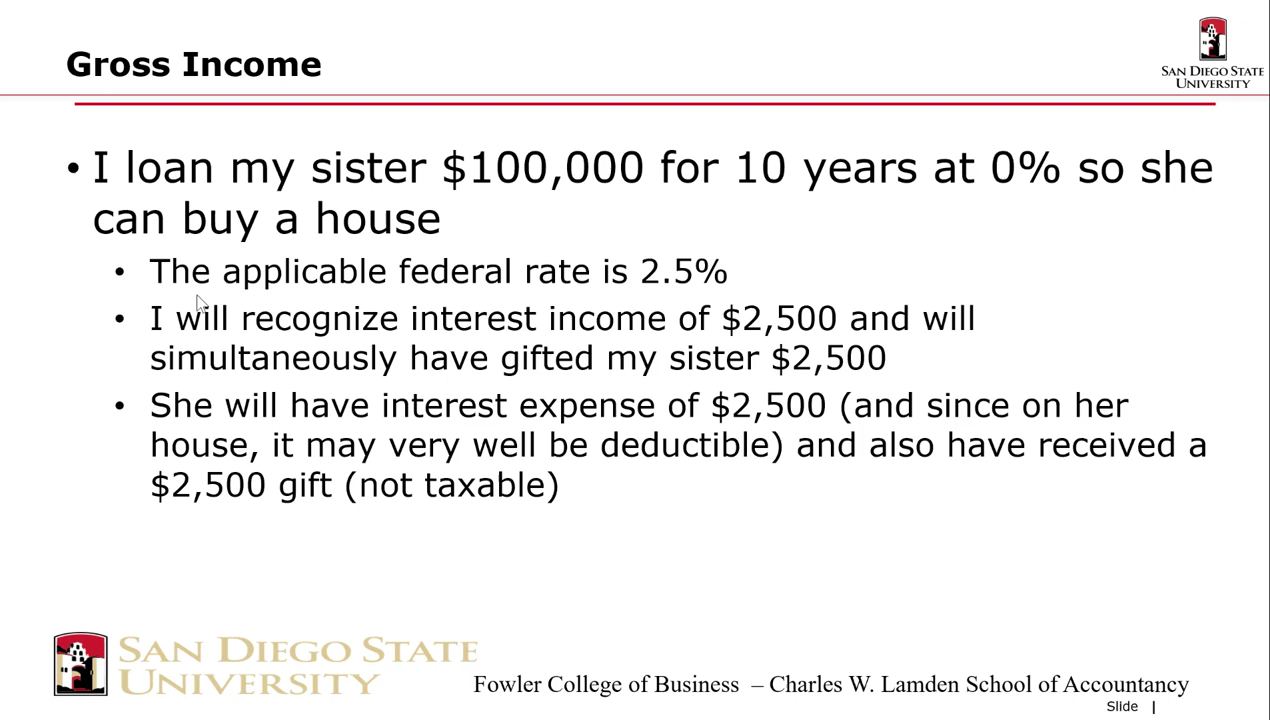 Gross Income
SAN DIEGO STATE
UNIVERSITY
• I loan my sister $100,000 for 10 years at 0% so she
can buy a house
• The applicable federal rate is 2.5%
• I will recognize interest income of $2,500 and will
simultaneously have gifted my sister $2,500
• She will have interest expense of $2,500 (and since on her
house, it may very well be deductible) and also have received a
$2,500 gift (not taxable)
SAN DIEGO STATE
UNIVERSITY
Fowler College of Business – Charles W. Lamden School of Accountancy
Slide |